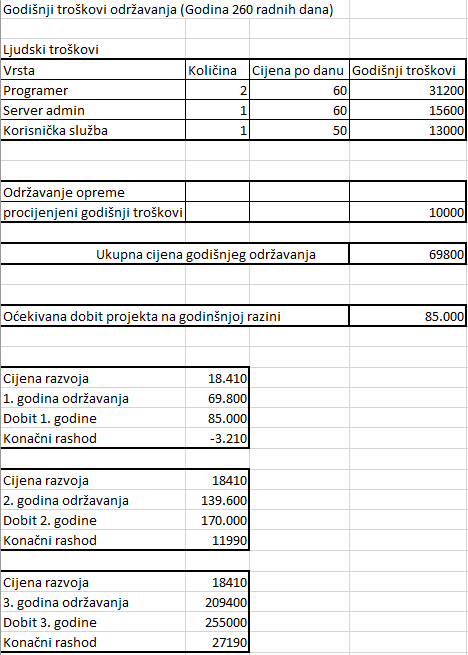 Godišnji troškovi održavanja (Godina 260 radnih dana)
Ljudski troškovi
Vrsta Količina Cijena po danu Godišnji troškovi
Programer 2 60 31200
Server admin 1 60 15600
Korisnička služba 1 50 13000
Održavanje opreme
procijenjeni godišnji troškovi 10000
Ukupna cijena godišnjeg održavanja 69800
Oćekivana dobit projekta na godinšnjoj razini 85.000
Cijena razvoja 18.410
1. godina održavanja 69.800
Dobit 1. godine 85.000
Konačni rashod -3.210
Cijena razvoja 18410
2. godina održavanja 139.600
Dobit 2. godine 170.000
Konačni rashod 11990
Cijena razvoja 18410
3. godina održavanja 209400
Dobit 3. godine 255000
Konačni rashod 27190